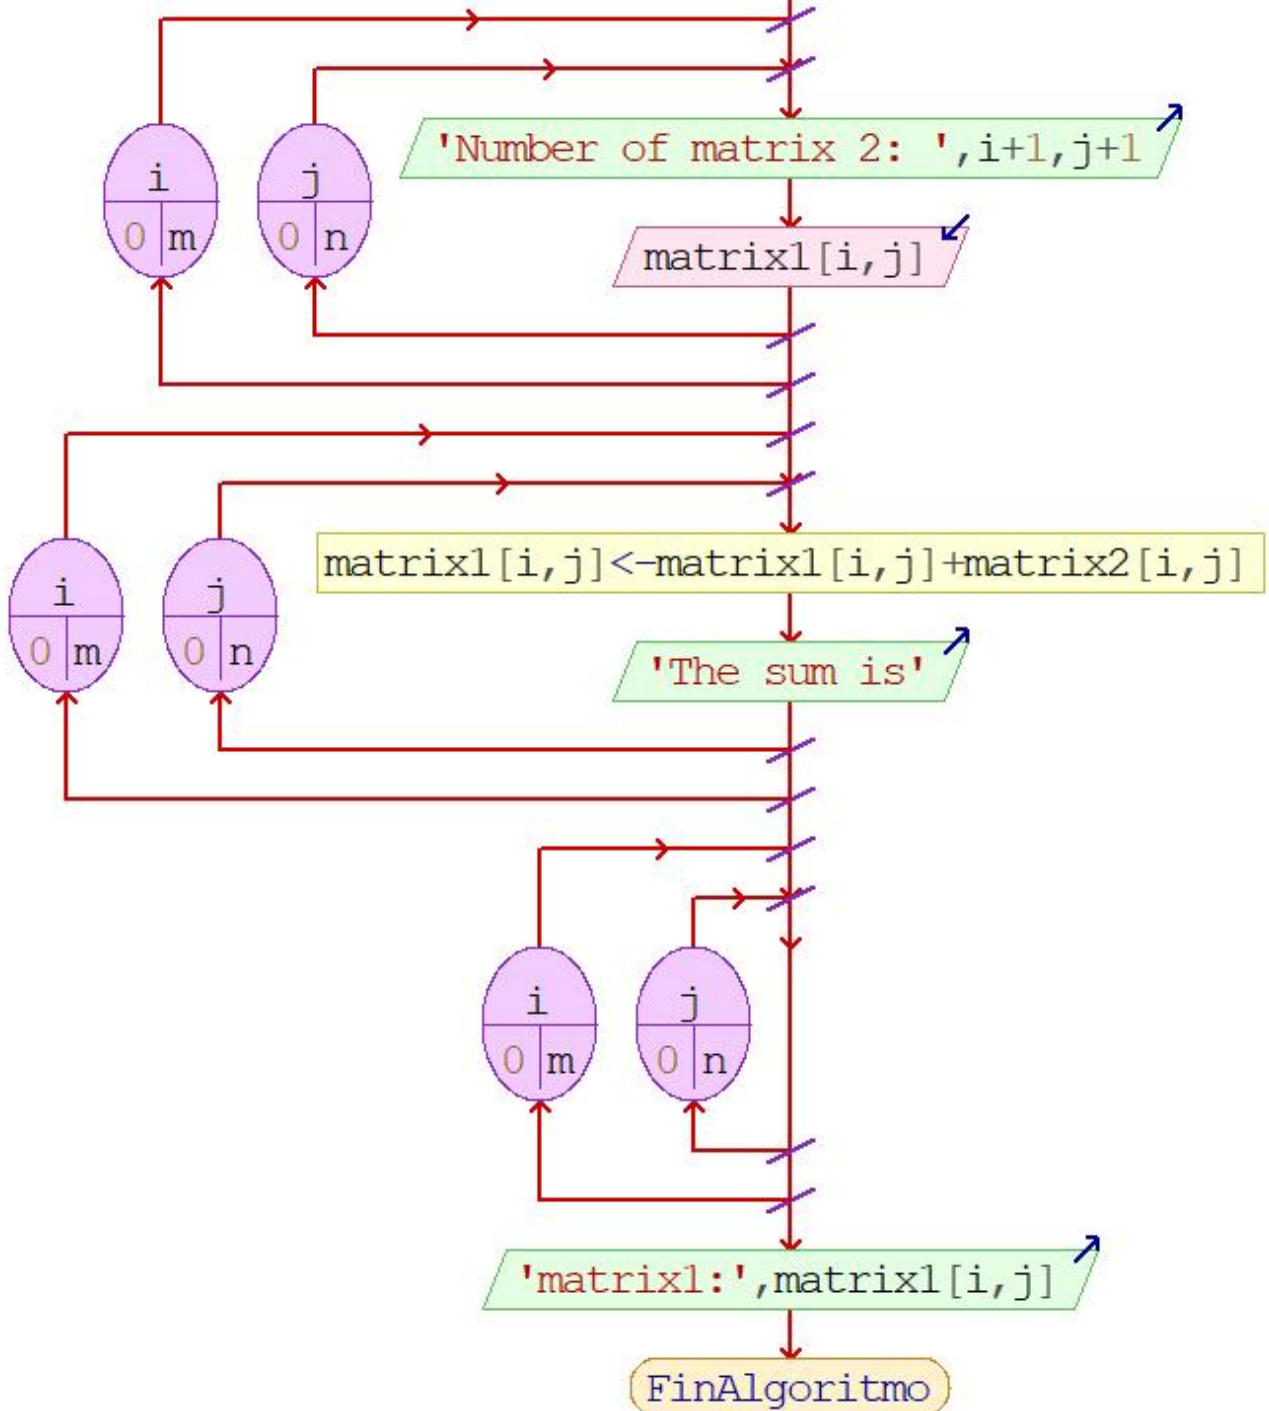 'Number of matrix 2: ',i+1,j+1
i
0 m
j
0 n
matrix1[i,j]
matrix1[i,j]<-matrix1[i,j]+matrix2[i,j]
i
0 m
j
0 n
'The sum is'
i
0 m
j
0 n
'matrix1:',matrix1[i,j]
FinAlgoritmo